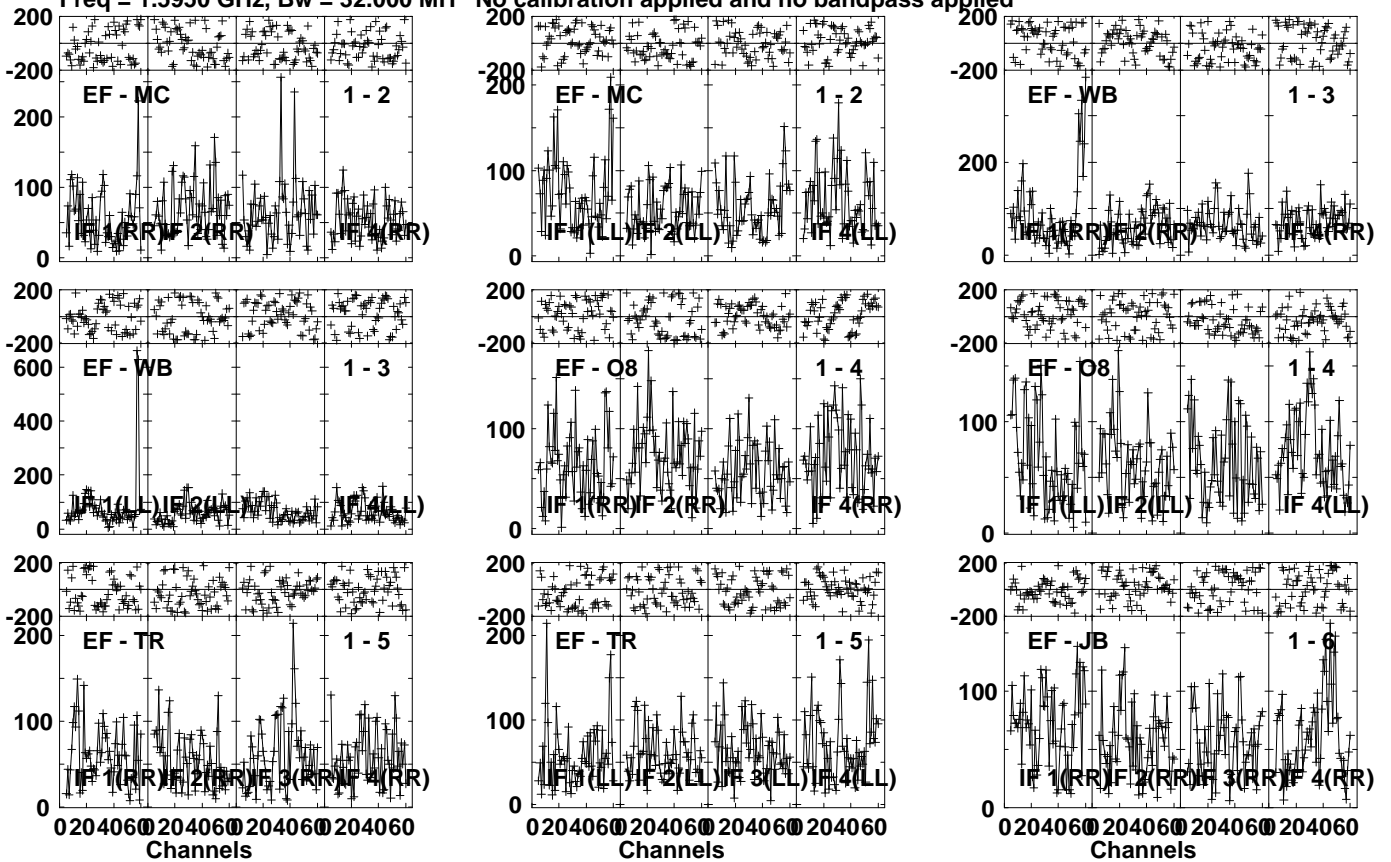 Freq = 1.5950 GHz, Bw = 32.000 MH No calibration applied and no bandpass applied
200
-200
200
100
0
EF - MC 1 - 2
IF 1(RR) IF 2(RR) IF 4(RR)
200
-200
200
100
0
EF - MC 1 - 2
IF 1(LL) IF 2(LL) IF 4(LL)
200
-200
200
0
EF - WB 1 - 3
IF 1(RR) IF 2(RR) IF 4(RR)
200
-200
600
400
200
0
EF - WB 1 - 3
IF 1(LL) IF 2(LL) IF 4(LL)
200
-200
100
0
EF - O8 1 - 4
IF 1(RR) IF 2(RR) IF 4(RR)
200
-200
100
0
EF - O8 1 - 4
IF 1(LL) IF 2(LL) IF 4(LL)
200
-200
200
100
0
EF - TR 1 - 5
IF 1(RR) IF 2(RR) IF 3(RR) IF 4(RR)
0 20 40 60 0 20 40 60 0 20 40 60 0 20 40 60
Channels
200
-200
200
100
0
EF - TR 1 - 5
IF 1(LL) IF 2(LL) IF 3(LL) IF 4(LL)
0 20 40 60 0 20 40 60 0 20 40 60 0 20 40 60
Channels
200
-200
100
0
EF - JB 1 - 6
IF 1(RR) IF 2(RR) IF 3(RR) IF 4(RR)
0 20 40 60 0 20 40 60 0 20 40 60 0 20 40 60
Channels